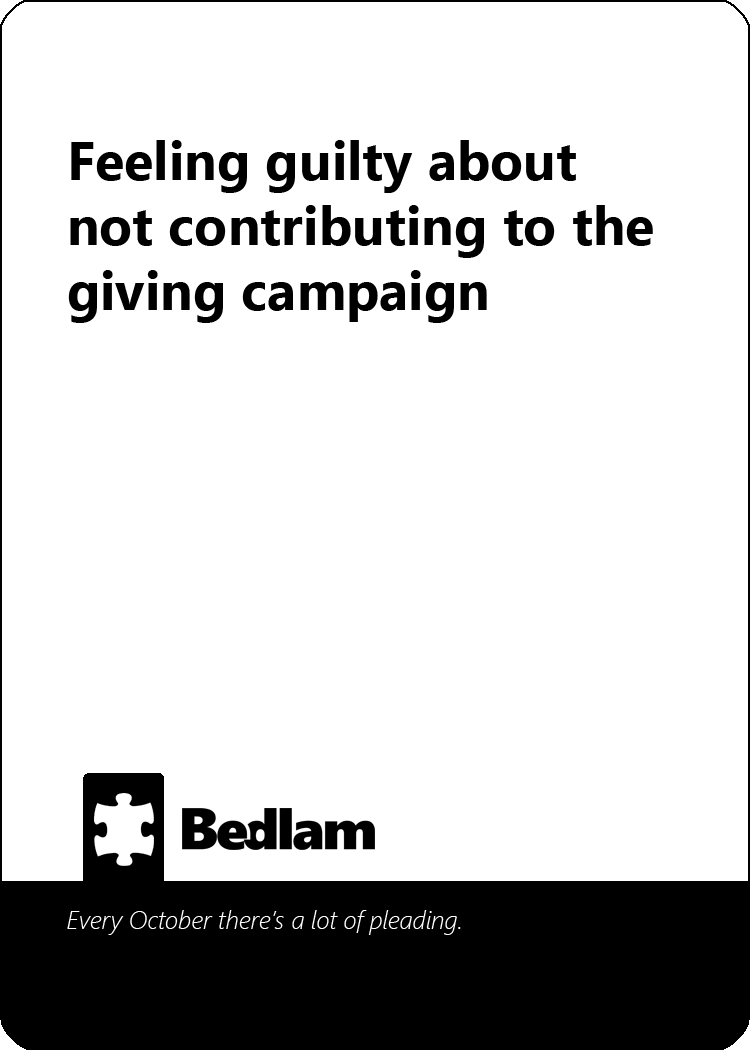 Feeling guilty about
not contributing to the
giving campaign
Bedlam
Every October there's a lot of pleading.